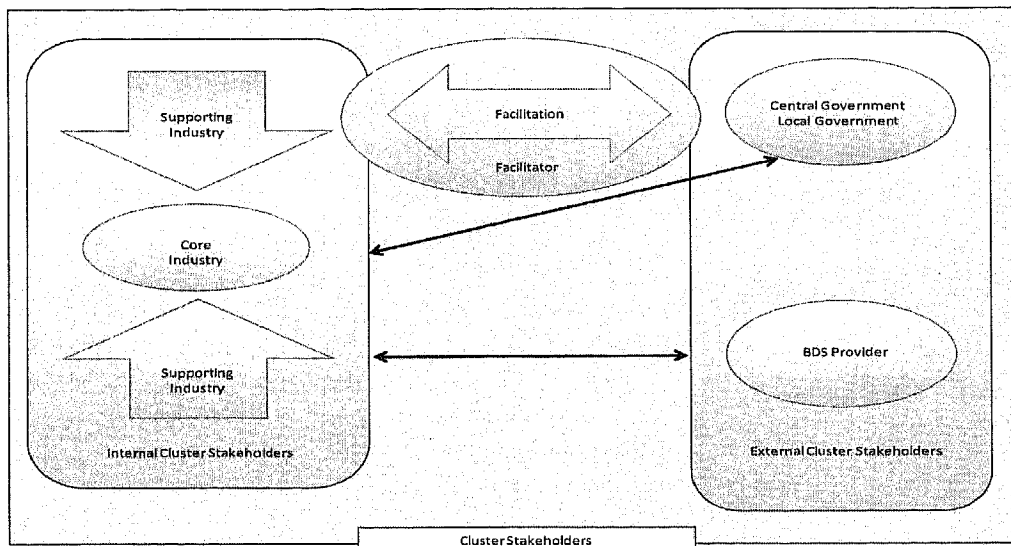 Supporting
Industry
Core
Industry
Supporting
Industry
Internal Cluster Stakeholders
Facilitation
Facilitator
Central Government
Local Government
BDS Provider
External Cluster Stakeholders
Cluster Stakeholders